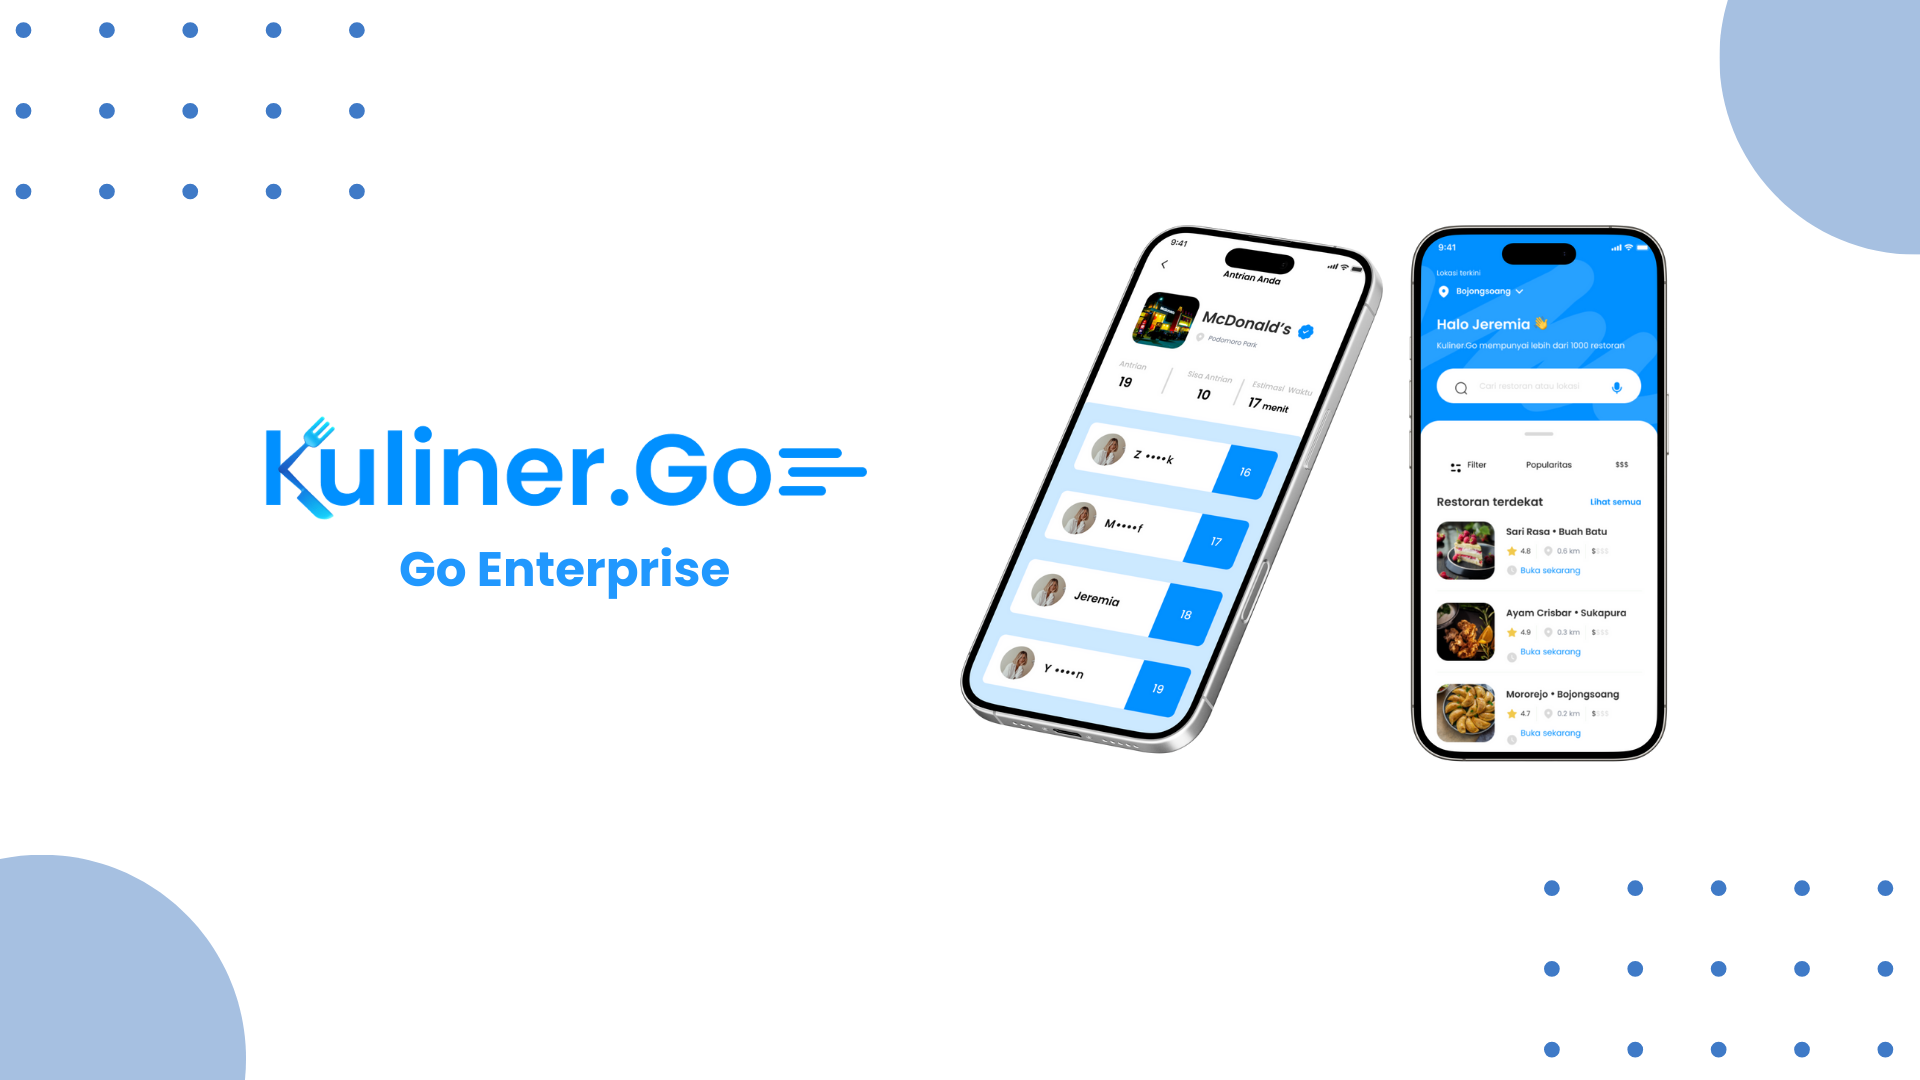 Kuliner.Go
Go Enterprise
9:41
Antrian Anda
McDonald's
Podomoro Park
Antrian
19
Sisa Antrian
10
Estimasi Waktu
17 menit
Z ••••k
16
M••••f
17
Jeremia
18
Y ••••n
19
9:41
Lokasi terkini
Bojongsoang
Halo Jeremia 👋
Kuliner.Go mempunyai lebih dari 1000 restoran
Cari restoran atau lokasi
Filter
Popularitas
$$$
Restoran terdekat
Lihat semua
Sari Rasa • Buah Batu
4.8
0.6 km
$$$$
Buka sekarang
Ayam Crisbar • Sukapura
4.9
0.3 km
$$$$
Buka sekarang
Mororejo • Bojongsoang
4.7
0.2 km
$$$$
Buka sekarang